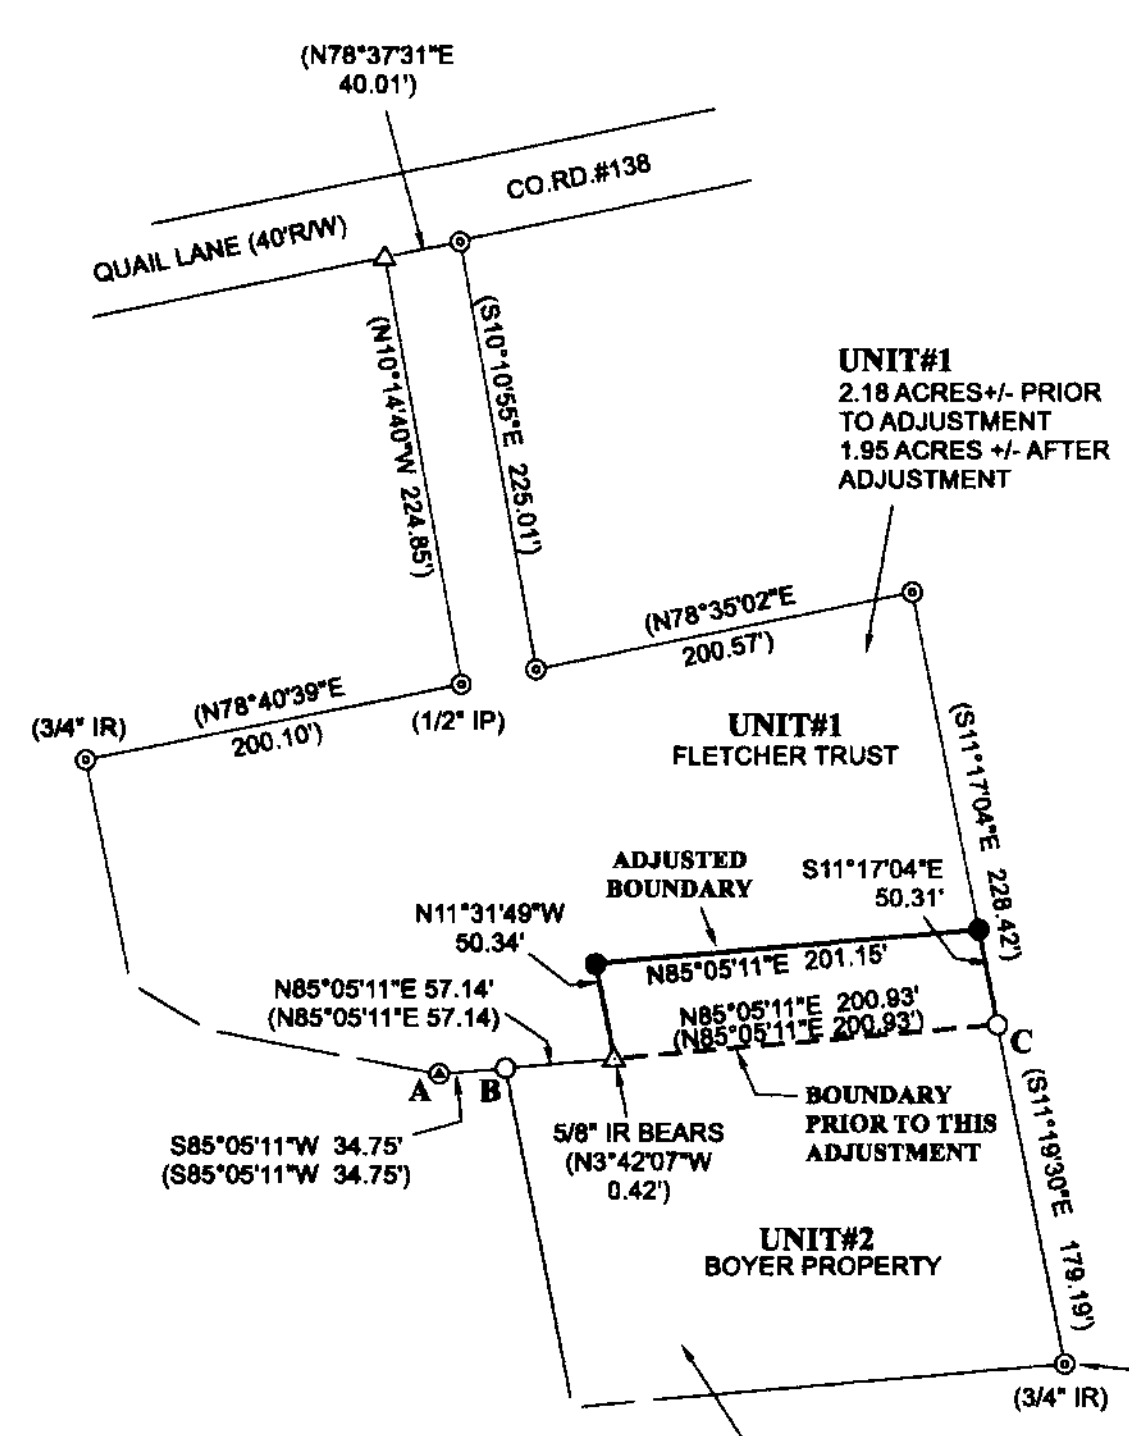 (N78°37'31"E
40.01')
CO.RD.#138
QUAIL LANE (40'R/W)
(N10°14'40"W 224.85')
(S10°10'55"E 225.01')
UNIT#1
2.18 ACRES+/- PRIOR
TO ADJUSTMENT
1.95 ACRES +/- AFTER
ADJUSTMENT
(N78°35'02"E
200.57')
(N78°40'39"E
200.10')
(3/4" IR)
(1/2" IP)
UNIT#1
FLETCHER TRUST
(S11°17'04"E 228.42')
ADJUSTED
BOUNDARY
S11°17'04"E
50.31'
N11°31'49"W
50.34'
N85°05'11"E 201.15'
N85°05'11"E 57.14'
(N85°05'11"E 57.14)
N85°05'11"E 200.93'
(N85°05'11"E 200.93')
A
B
C
BOUNDARY
PRIOR TO THIS
ADJUSTMENT
S85°05'11"W 34.75'
(S85°05'11"W 34.75')
5/8" IR BEARS
(N3°42'07"W
0.42')
(S11°19'30"E 179.19')
UNIT#2
BOYER PROPERTY
(3/4" IR)